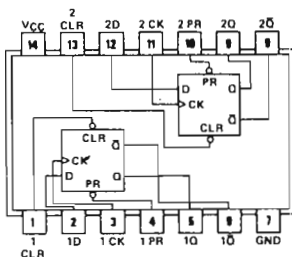 2
VCC CLR 2D 2 CK 2 PR 2Q 2Q̅
14 13 12 11 10 9 8
PR
D Q
CK
Q̅
CLR
CLR Q̅
CK
D Q
PR
1 2 3 4 5 6 7
1 1D 1 CK 1 PR 1Q 1Q̅ GND
CLR